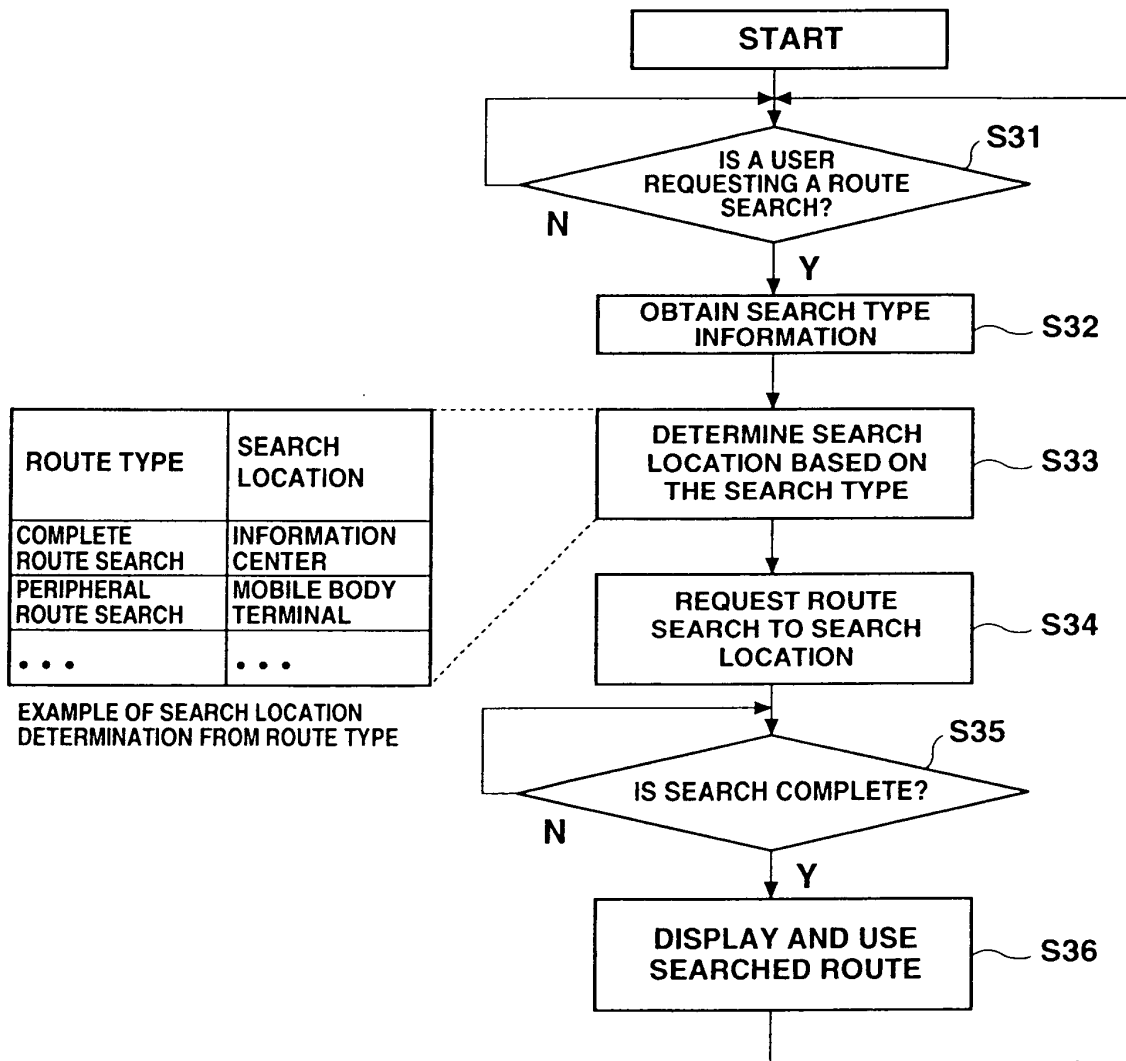 START
S31
IS A USER
REQUESTING A ROUTE
SEARCH?
N
Y
OBTAIN SEARCH TYPE
INFORMATION
S32
DETERMINE SEARCH
LOCATION BASED ON
THE SEARCH TYPE
S33
ROUTE TYPE
SEARCH
LOCATION
COMPLETE
ROUTE SEARCH
INFORMATION
CENTER
PERIPHERAL
ROUTE SEARCH
MOBILE BODY
TERMINAL
• • •
• • •
EXAMPLE OF SEARCH LOCATION
DETERMINATION FROM ROUTE TYPE
REQUEST ROUTE
SEARCH TO SEARCH
LOCATION
S34
S35
IS SEARCH COMPLETE?
N
Y
DISPLAY AND USE
SEARCHED ROUTE
S36